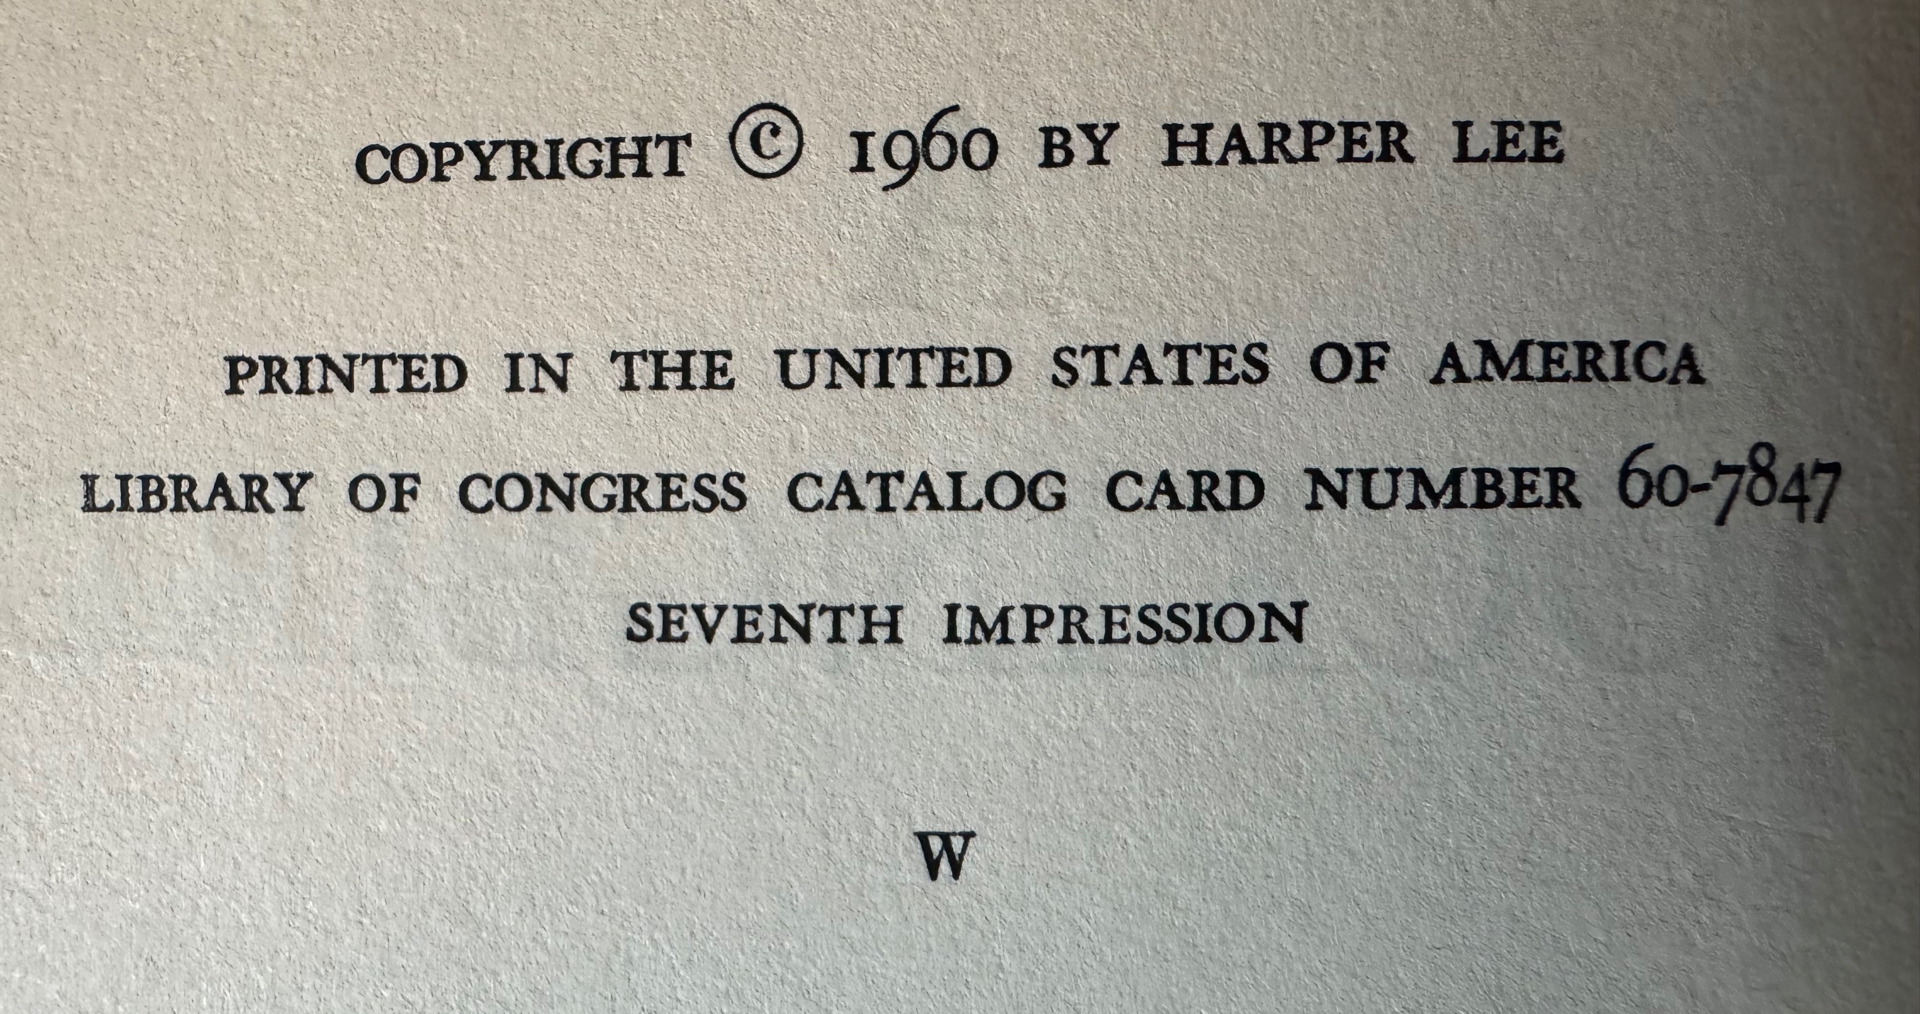 COPYRIGHT © 1960 BY HARPER LEE
PRINTED IN THE UNITED STATES OF AMERICA
LIBRARY OF CONGRESS CATALOG CARD NUMBER 60-7847
SEVENTH IMPRESSION
W